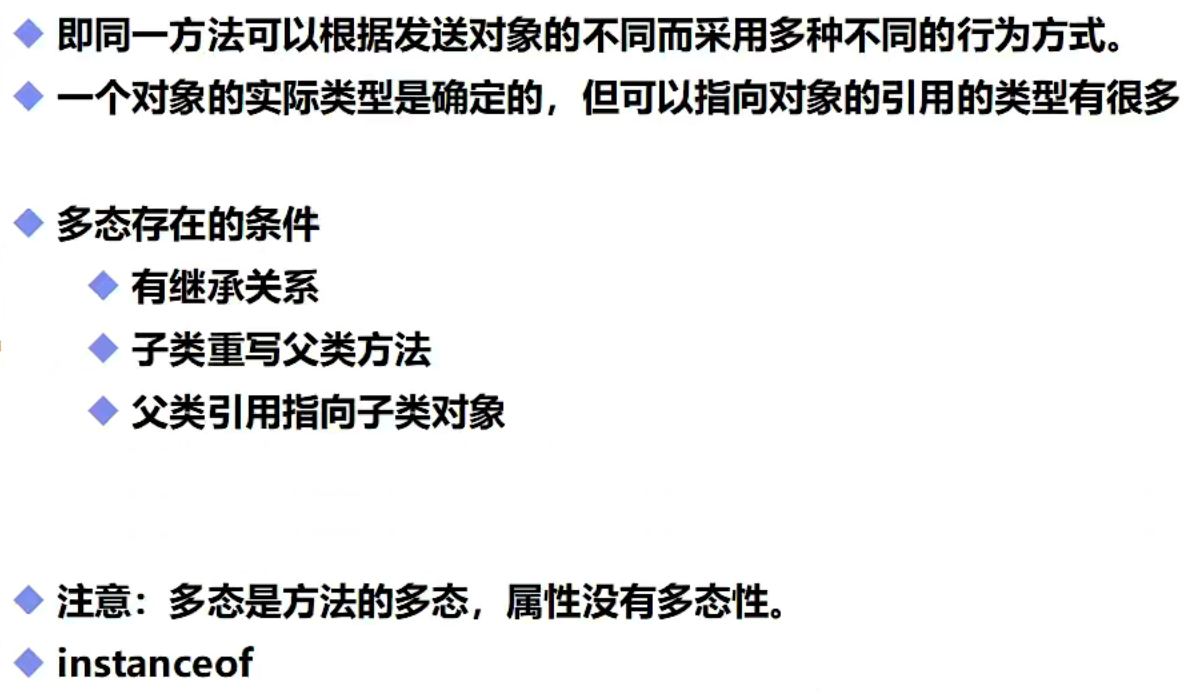 即同一方法可以根据发送对象的不同而采用多种不同的行为方式。
一个对象的实际类型是确定的，但可以指向对象的引用的类型有很多
多态存在的条件
有继承关系
子类重写父类方法
父类引用指向子类对象
注意：多态是方法的多态，属性没有多态性。
instanceof